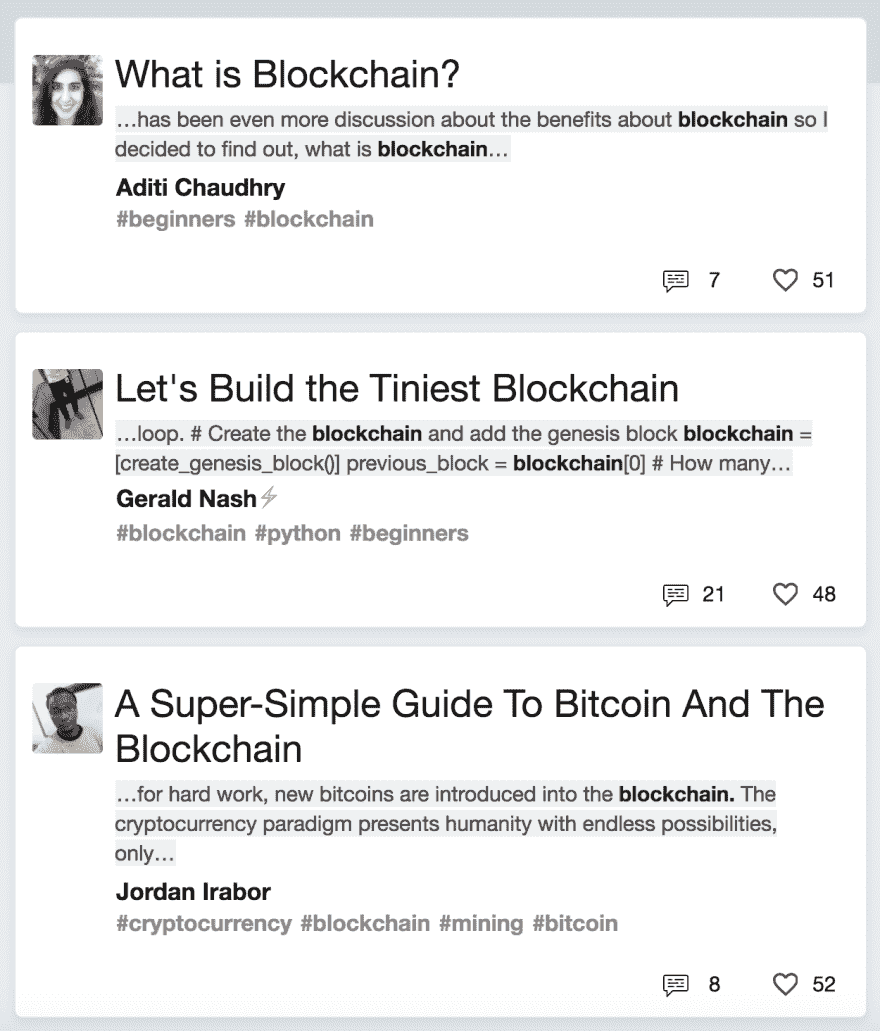 What is Blockchain?
…has been even more discussion about the benefits about blockchain so I
decided to find out, what is blockchain…
Aditi Chaudhry
#beginners #blockchain
7 51
Let's Build the Tiniest Blockchain
…loop. # Create the blockchain and add the genesis block blockchain =
[create_genesis_block()] previous_block = blockchain[0] # How many…
Gerald Nash⚡
#blockchain #python #beginners
21 48
A Super-Simple Guide To Bitcoin And The
Blockchain
…for hard work, new bitcoins are introduced into the blockchain. The
cryptocurrency paradigm presents humanity with endless possibilities,
only…
Jordan Irabor
#cryptocurrency #blockchain #mining #bitcoin
8 52